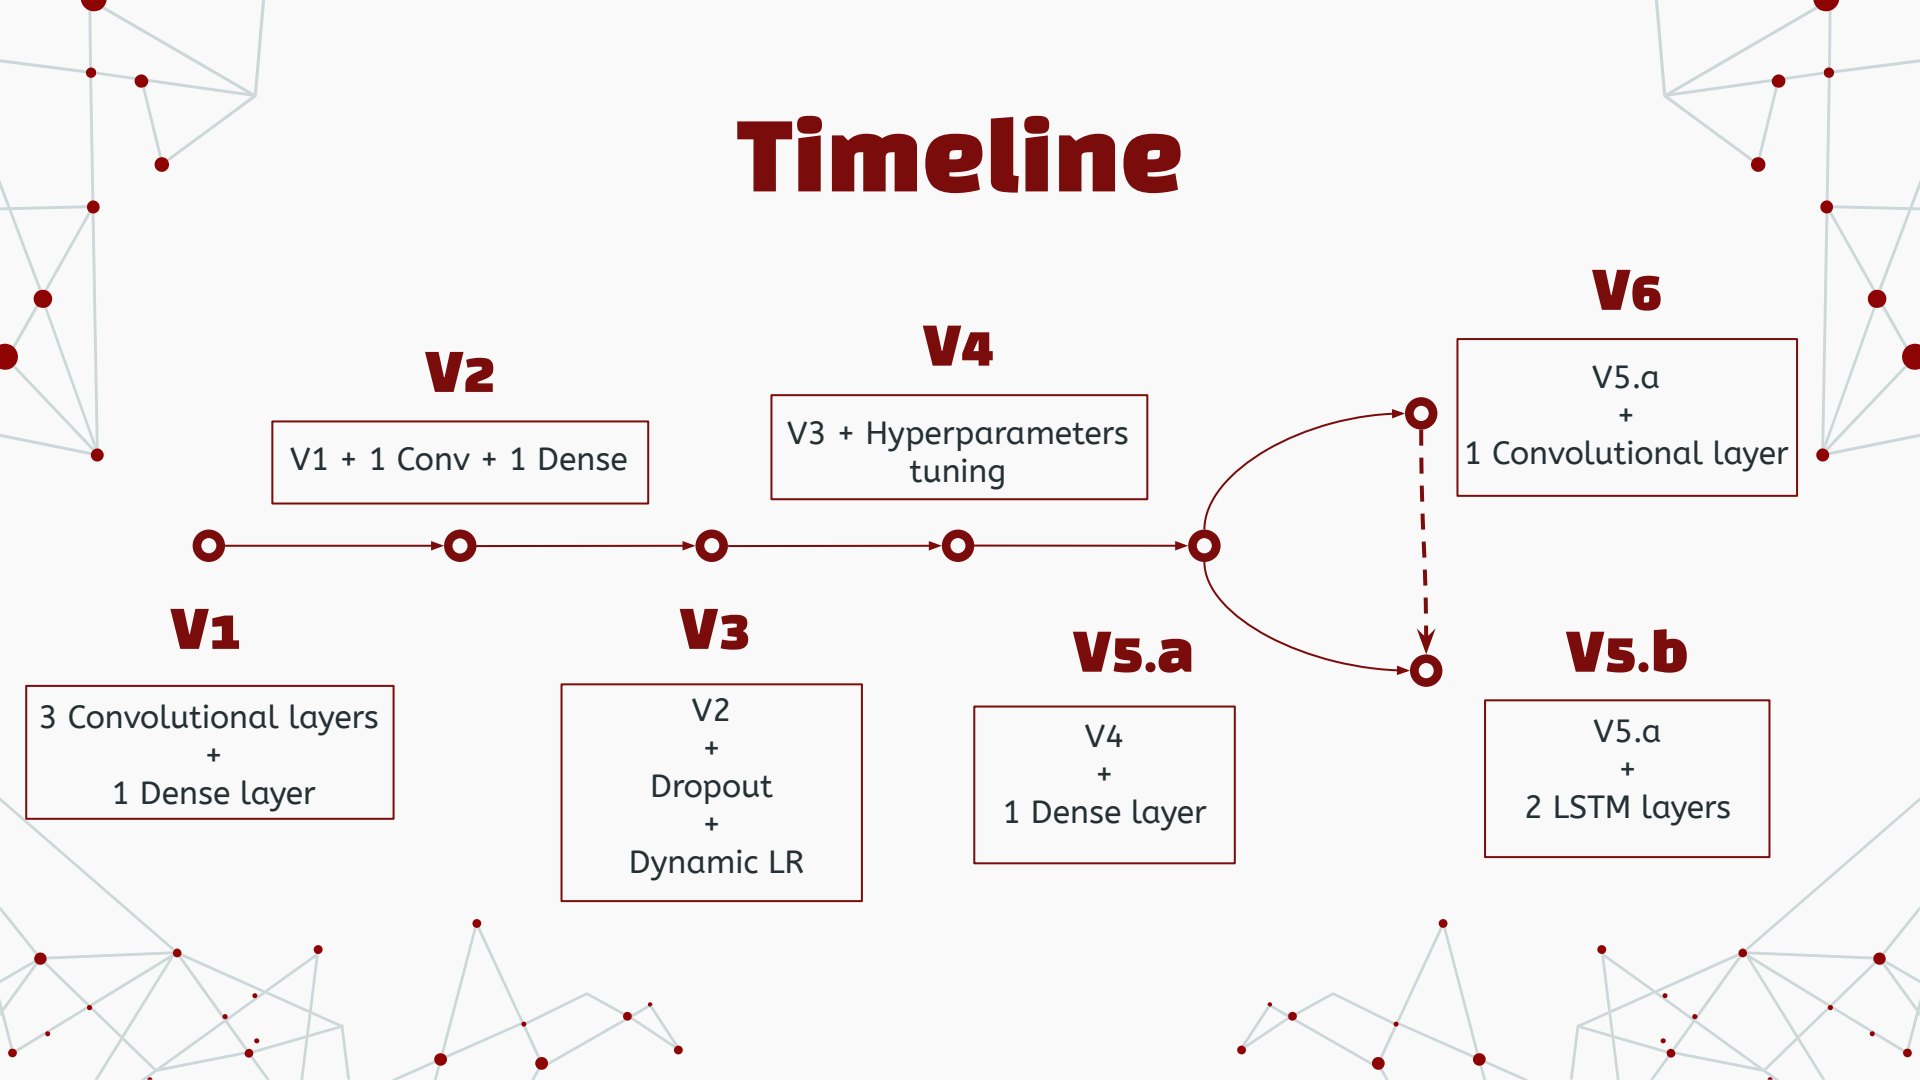 Timeline
V1
3 Convolutional layers
+
1 Dense layer
V2
V1 + 1 Conv + 1 Dense
V3
V2
+
Dropout
+
Dynamic LR
V4
V3 + Hyperparameters
tuning
V5.a
V4
+
1 Dense layer
V6
V5.a
+
1 Convolutional layer
V5.b
V5.a
+
2 LSTM layers